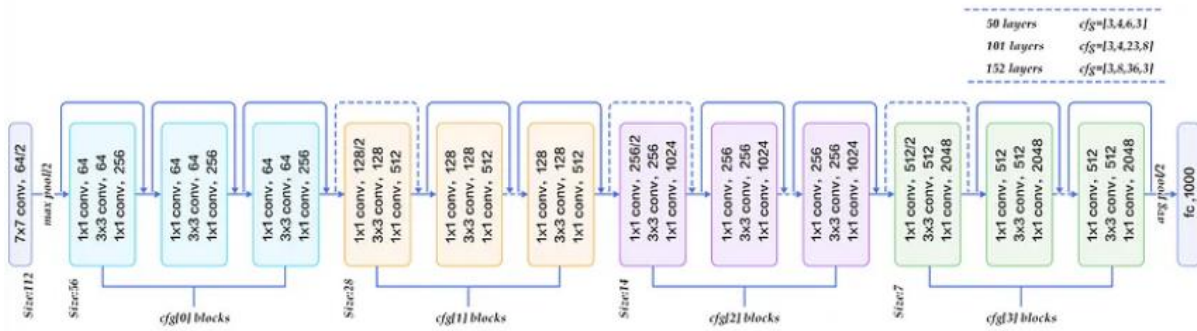 50 layers cfg=[3,4,6,3]
101 layers cfg=[3,4,23,8]
152 layers cfg=[3,8,36,3]
7x7 conv, 64/2
max pool/2
1x1 conv, 64
3x3 conv, 64
1x1 conv, 256
1x1 conv, 64
3x3 conv, 64
1x1 conv, 256
1x1 conv, 64
3x3 conv, 64
1x1 conv, 256
1x1 conv, 128/2
3x3 conv, 128
1x1 conv, 512
1x1 conv, 128
3x3 conv, 128
1x1 conv, 512
1x1 conv, 128
3x3 conv, 128
1x1 conv, 512
1x1 conv, 256/2
3x3 conv, 256
1x1 conv, 1024
1x1 conv, 256
3x3 conv, 256
1x1 conv, 1024
1x1 conv, 256
3x3 conv, 256
1x1 conv, 1024
1x1 conv, 512/2
3x3 conv, 512
1x1 conv, 2048
1x1 conv, 512
3x3 conv, 512
1x1 conv, 2048
1x1 conv, 512
3x3 conv, 512
1x1 conv, 2048
avg pool/2
fc ,1000
Size:112
Size:56
cfg[0] blocks
Size:28
cfg[1] blocks
Size:14
cfg[2] blocks
Size:7
cfg[3] blocks